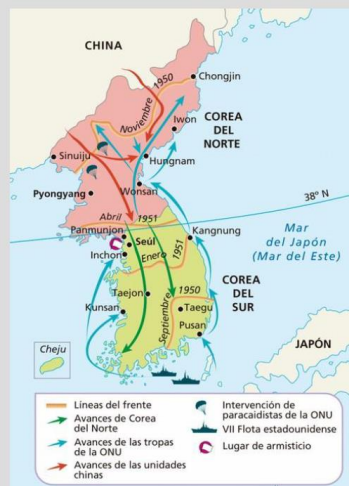 CHINA
1950
Chongjin
Noviembre
Iwon
COREA
DEL
NORTE
Sinuiju
Hungnam
Pyongyang
Wonsan
38° N
Abril 1951
Panmunjon
Seúl
Kangnung
Mar
del Japón
(Mar del Este)
Inchon
Enero 1951
COREA
DEL
SUR
Taejon
1950
Kunsan
Septiembre
Taegu
Pusan
Cheju
JAPÓN
Líneas del frente
Avances de Corea
del Norte
Avances de las tropas
de la ONU
Avances de las unidades
chinas
Intervención de
paracaidistas de la ONU
VII Flota estadounidense
Lugar de armisticio